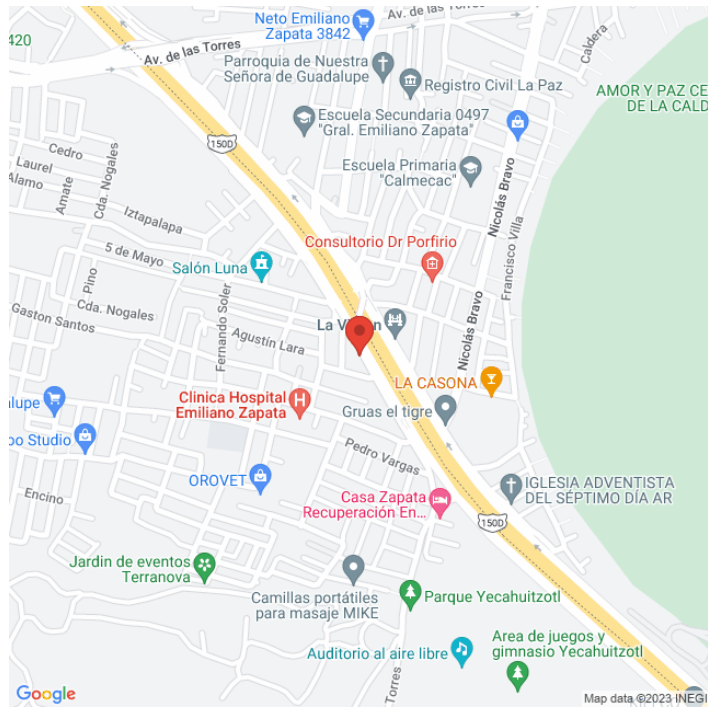 Neto Emiliano
Zapata 3842
Av. de las Torres
Caldera
420
Av. de las Torres
Parroquia de Nuestra
Señora de Guadalupe
Registro Civil La Paz
AMOR Y PAZ CE
DE LA CALD
Escuela Secundaria 0497
"Gral. Emiliano Zapata"
150D
Cedro
Laurel
Alamo
Amate
Cda. Nogales
Escuela Primaria
"Calmecac"
Nicolás Bravo
Iztapalapa
5 de Mayo
Salón Luna
Consultorio Dr Porfirio
Francisco Villa
Pino
Cda. Nogales
Gaston Santos
Fernando Soler
Agustín Lara
La
Nicolás Bravo
LA CASONA
Clinica Hospital
Emiliano Zapata
Gruas el tigre
alupe
oo Studio
Pedro Vargas
OROVET
IGLESIA ADVENTISTA
DEL SÉPTIMO DÍA AR
Encino
Casa Zapata
Recuperación En...
150D
Jardin de eventos
Terranova
Camillas portátiles
para masaje MIKE
Parque Yecahuitzotl
Auditorio al aire libre
Area de juegos y
gimnasio Yecahuitzotl
Torres
Google
Map data ©2023 INEGI